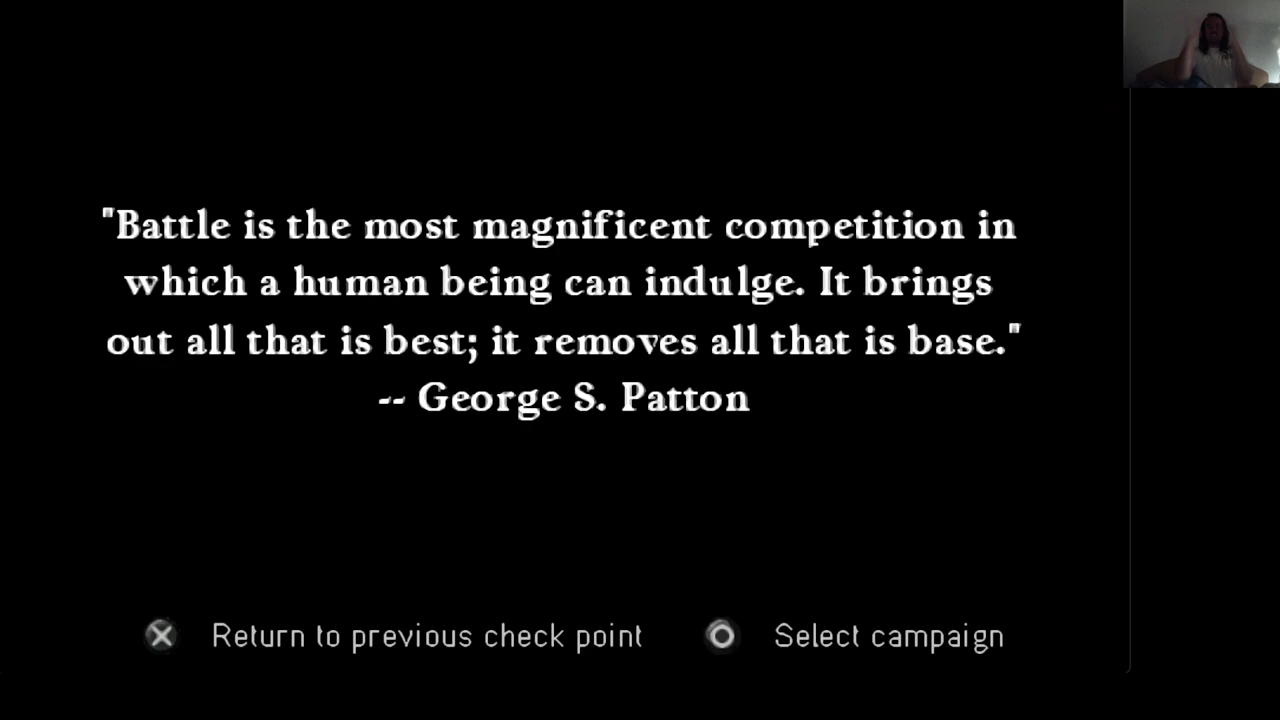 "Battle is the most magnificent competition in
which a human being can indulge. It brings
out all that is best; it removes all that is base."
-- George S. Patton
Return to previous check point
Select campaign